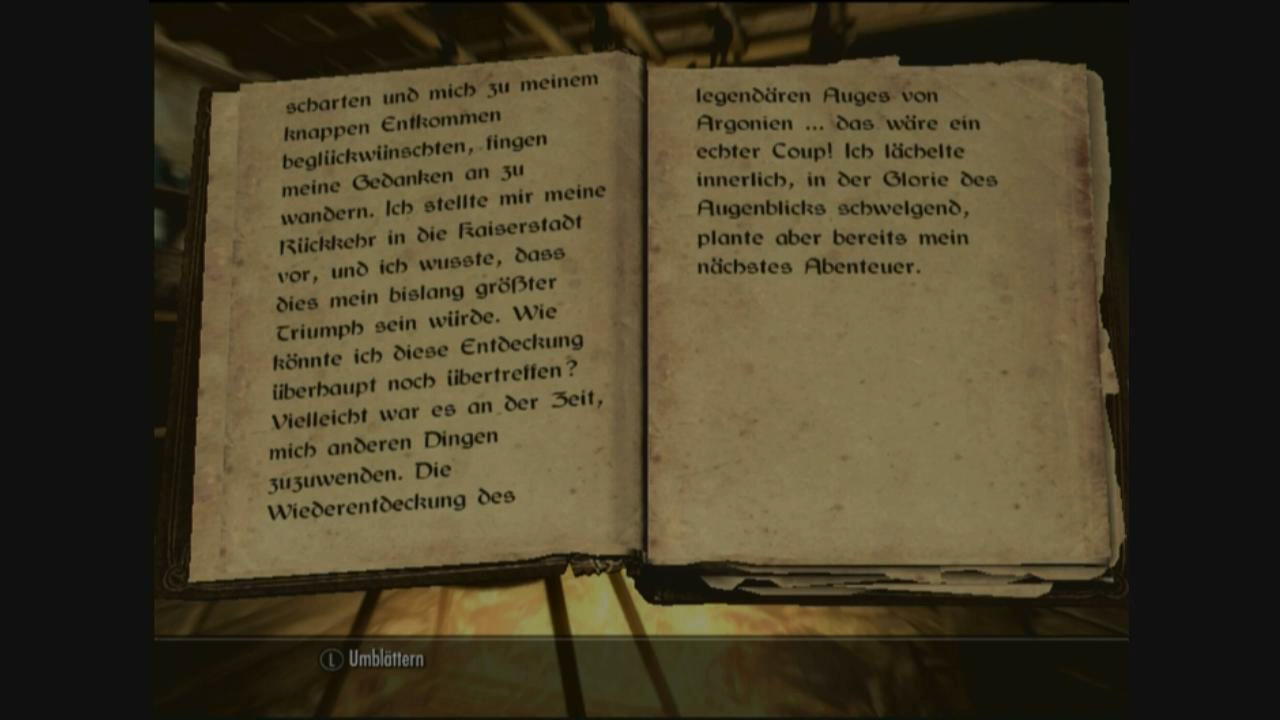 scharten und mich zu meinem
knappen Entkommen
beglückwünschten, fingen
meine Gedanken an zu
wandern. Ich stellte mir meine
Rückkehr in die Kaiserstadt
vor, und ich wusste, dass
dies mein bislang größter
Triumph sein würde. Wie
könnte ich diese Entdeckung
überhaupt noch übertreffen?
Vielleicht war es an der Zeit,
mich anderen Dingen
zuzuwenden. Die
Wiederentdeckung des
legendären Auges von
Argonien ... das wäre ein
echter Coup! Ich lächelte
innerlich, in der Glorie des
Augenblicks schwelgend,
plante aber bereits mein
nächstes Abenteuer.
L Umblättern